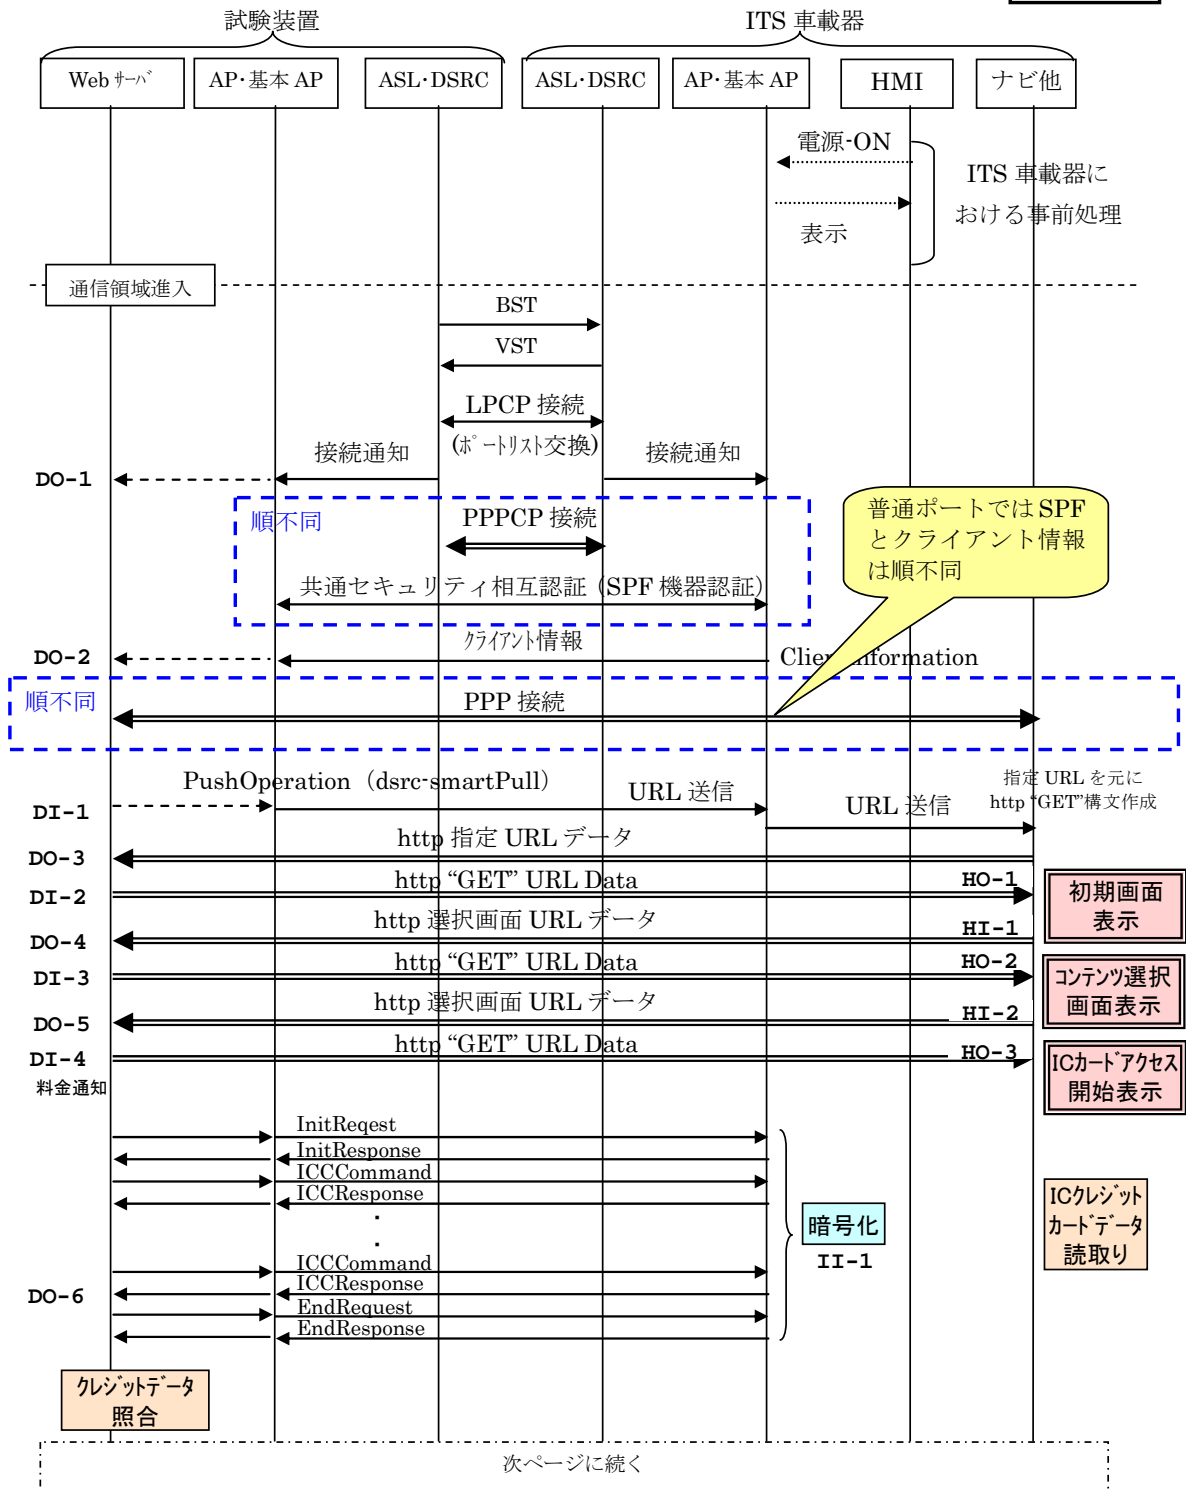 試験装置
ITS 車載器
Web ｻｰﾊﾞ
AP･基本 AP
ASL･DSRC
ASL･DSRC
AP･基本 AP
HMI
ナビ他
電源-ON
表示
ITS 車載器に
おける事前処理
通信領域進入
BST
VST
LPCP 接続
(ﾎﾟｰﾄﾘｽﾄ交換)
接続通知
接続通知
DO-1
順不同
PPPCP 接続
共通セキュリティ相互認証（SPF 機器認証）
普通ポートでは SPF
とクライアント情報
は順不同
ｸﾗｲｱﾝﾄ情報
DO-2
ClientInformation
順不同
PPP 接続
PushOperation（dsrc-smartPull）
URL 送信
URL 送信
指定 URL を元に
http “GET”構文作成
DI-1
http 指定 URL データ
DO-3
http “GET” URL Data
HO-1
DI-2
初期画面
表示
http 選択画面 URL データ
HI-1
DO-4
http “GET” URL Data
HO-2
DI-3
ｺﾝﾃﾝﾂ選択
画面表示
http 選択画面 URL データ
HI-2
DO-5
http “GET” URL Data
HO-3
DI-4
料金通知
ICｶｰﾄﾞｱｸｾｽ
開始表示
InitReqest
InitResponse
ICCCommand
ICCResponse
・
・
ICCCommand
ICCResponse
EndRequest
EndResponse
DO-6
暗号化
II-1
ICｸﾚｼﾞｯﾄ
ｶｰﾄﾞﾃﾞｰﾀ
読取り
ｸﾚｼﾞｯﾄﾃﾞｰﾀ
照合
次ページに続く